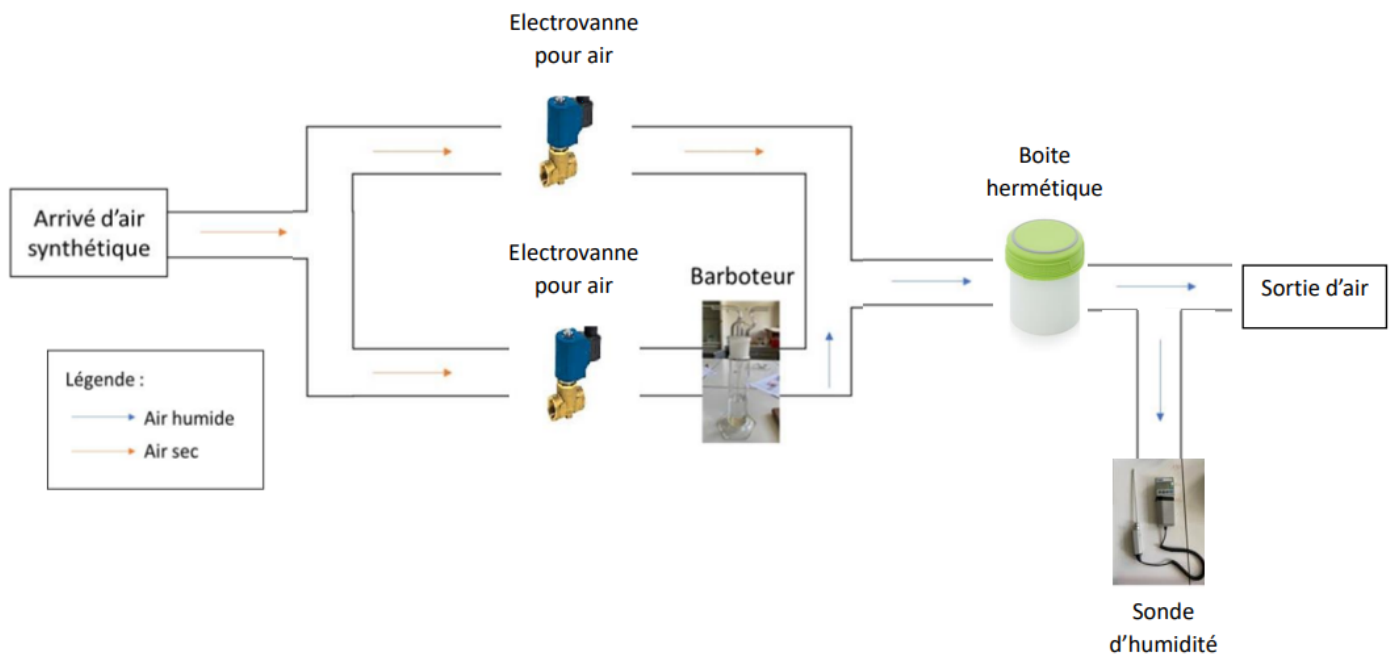 Electrovanne
pour air
Arrivé d'air
synthétique
Electrovanne
pour air
Barboteur
Boite
hermétique
Sortie d'air
Légende :
Air humide
Air sec
Sonde
d'humidité